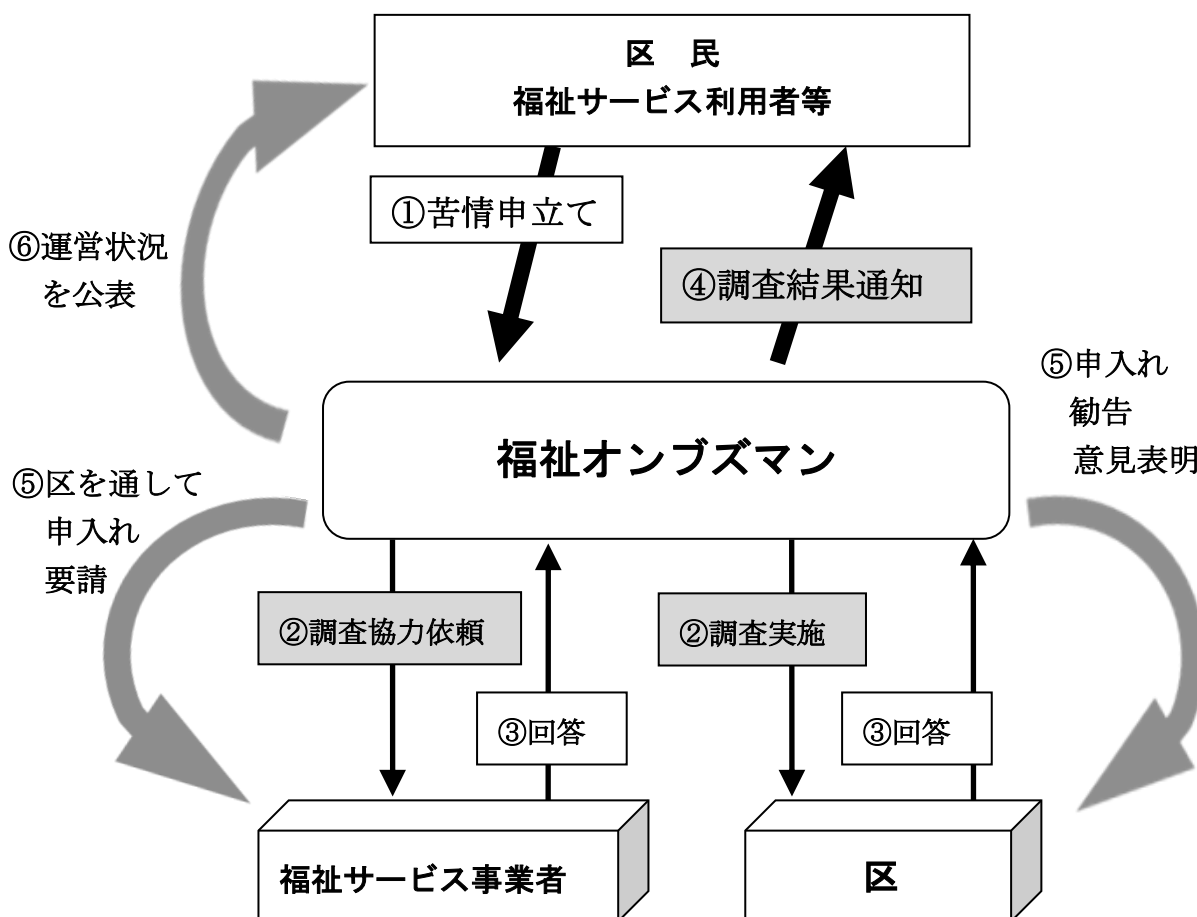 区　民
福祉サービス利用者等
①苦情申立て
④調査結果通知
⑥運営状況
を公表
⑤申入れ
勧告
意見表明
福祉オンブズマン
⑤区を通して
申入れ
要請
②調査協力依頼
②調査実施
③回答
③回答
福祉サービス事業者
区